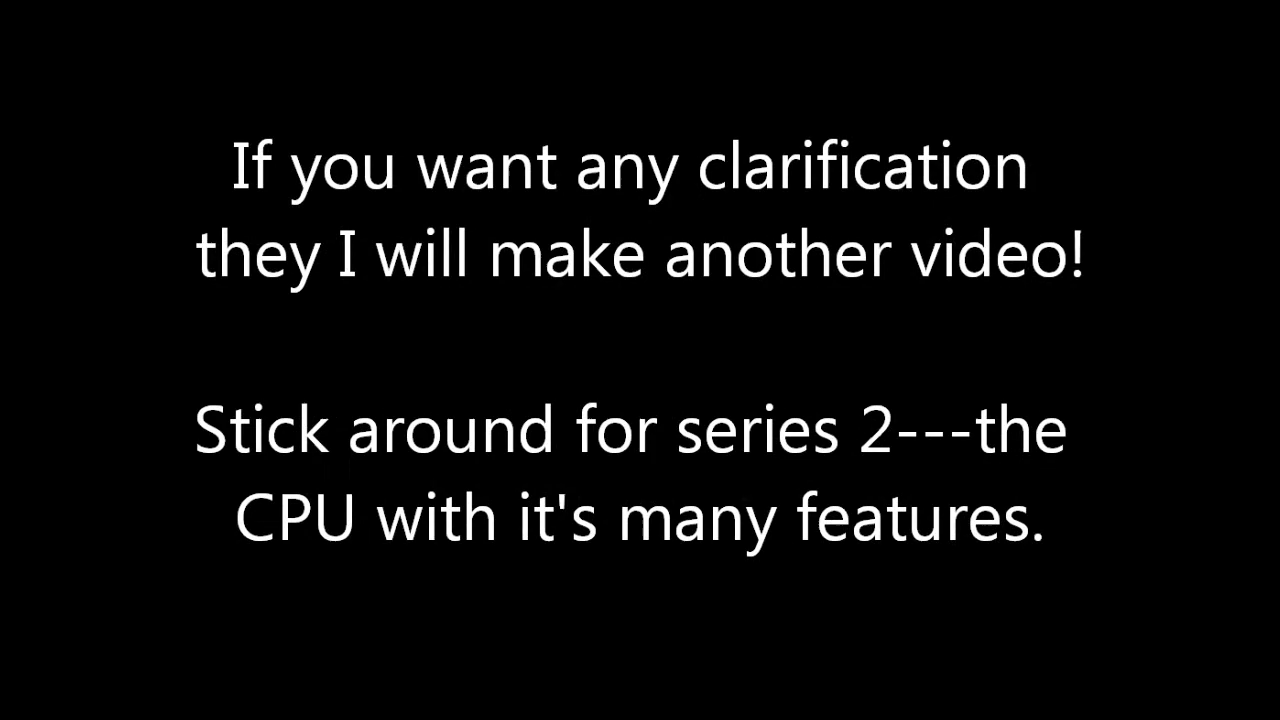 If you want any clarification
they I will make another video!
Stick around for series 2---the
CPU with it's many features.